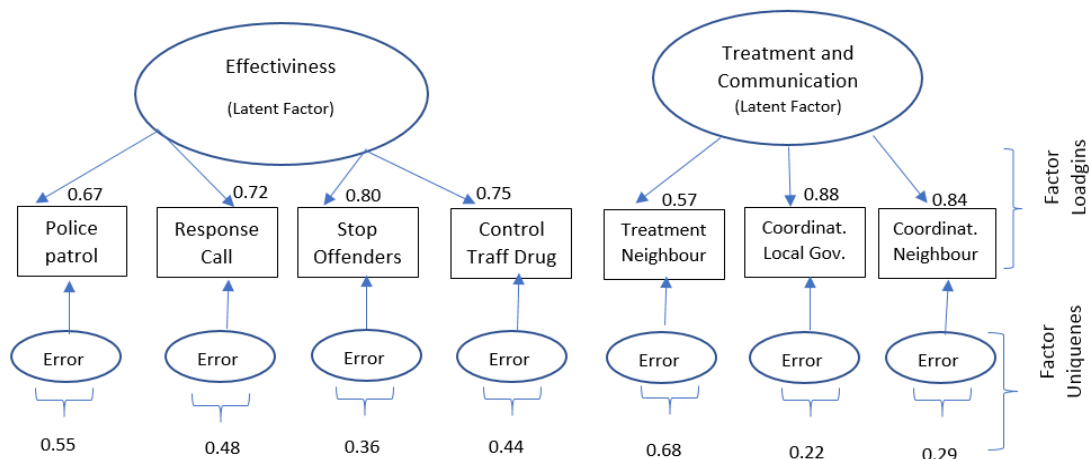 Effectiviness
(Latent Factor)
Treatment and
Communication
(Latent Factor)
0.67
0.72
0.80
0.75
0.57
0.88
0.84
Factor
Loadgins
Police
patrol
Response
Call
Stop
Offenders
Control
Traff Drug
Treatment
Neighbour
Coordinat.
Local Gov.
Coordinat.
Neighbour
Error
Error
Error
Error
Error
Error
Error
Factor
Uniquenes
0.55
0.48
0.36
0.44
0.68
0.22
0.29